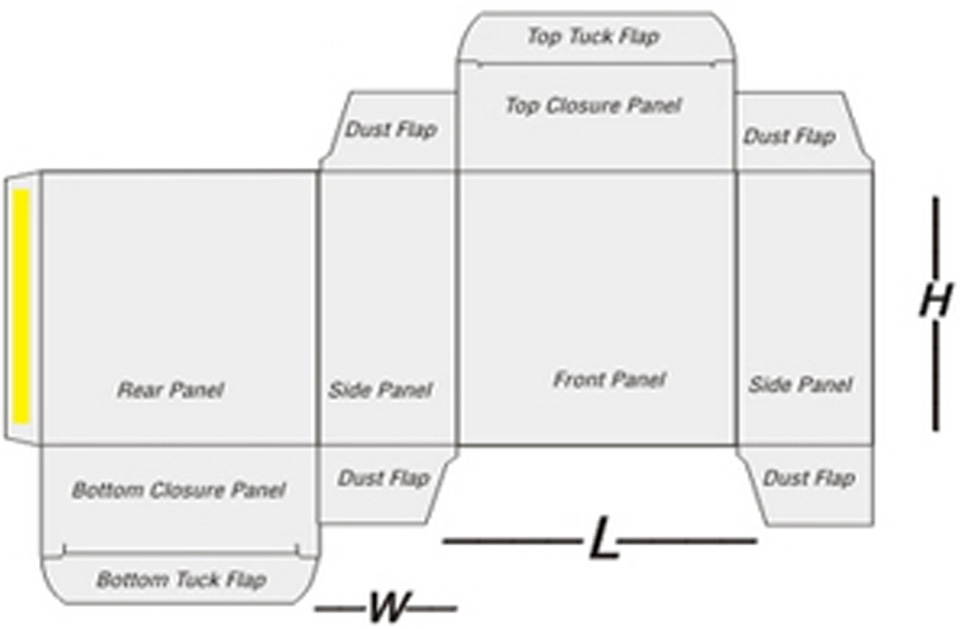 Top Tuck Flap
Top Closure Panel
Dust Flap
Dust Flap
H
Rear Panel
Side Panel
Front Panel
Side Panel
Bottom Closure Panel
Dust Flap
Dust Flap
L
Bottom Tuck Flap
W